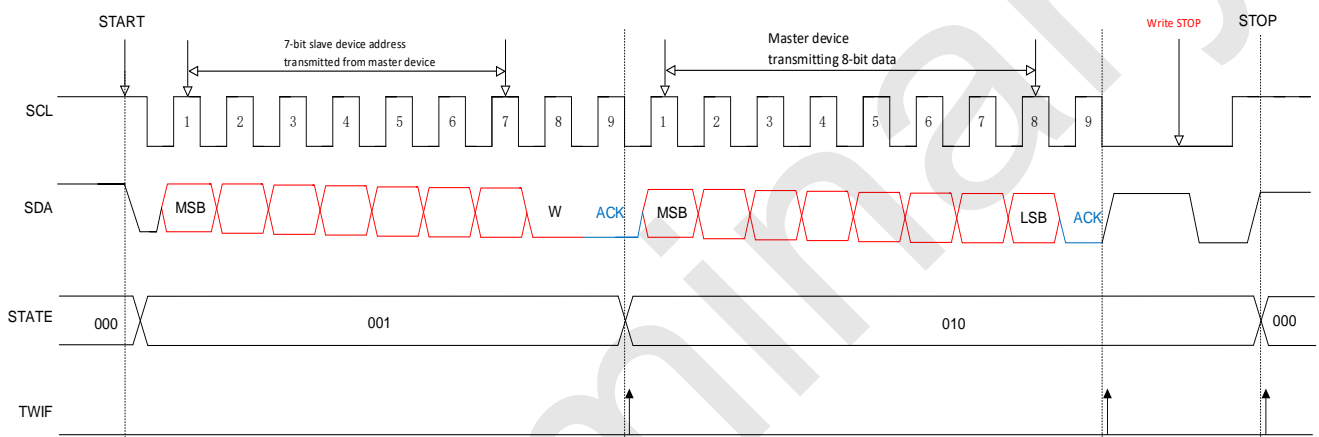 START
7-bit slave device address
transmitted from master device
Master device
transmitting 8-bit data
Write STOP
STOP
SCL
1 2 3 4 5 6 7 8 9 1 2 3 4 5 6 7 8 9
SDA
MSB W ACK MSB LSB ACK
STATE
000 001 010 000
TWIF